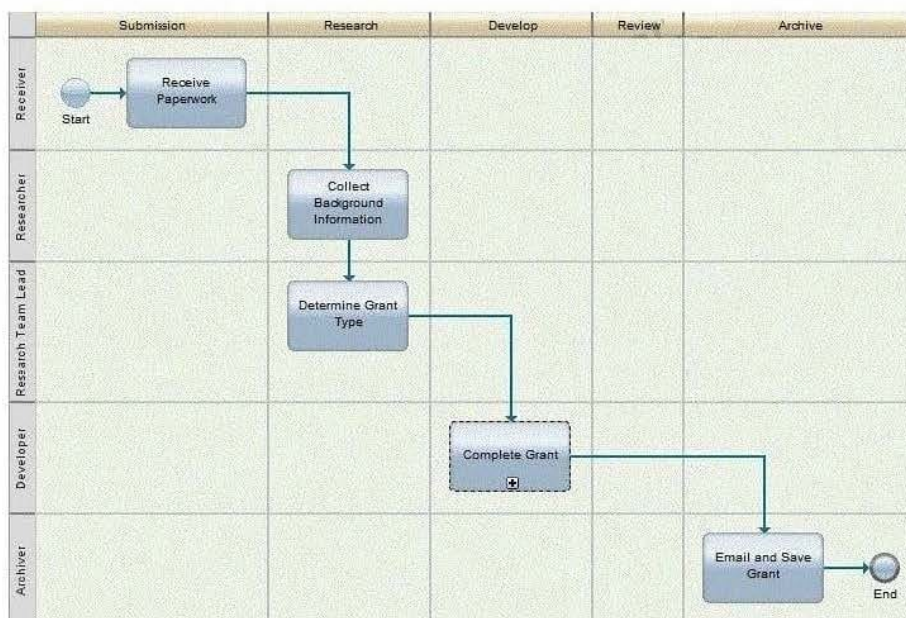 Submission
Research
Develop
Review
Archive
Receiver
Start
Receive
Paperwork
Researcher
Collect
Background
Information
Research Team Lead
Determine Grant
Type
Developer
Complete Grant
Archiver
Email and Save
Grant
End